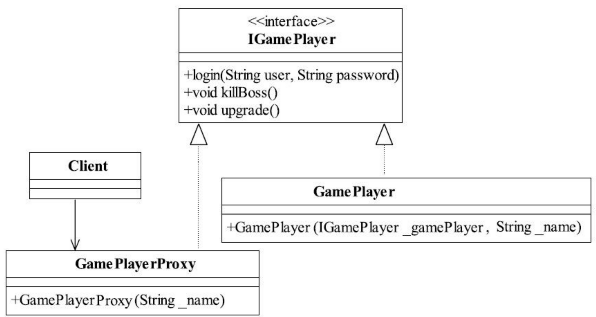 <<interface>>
IGamePlayer
+login(String user, String password)
+void killBoss()
+void upgrade()
Client
GamePlayer
+GamePlayer(IGamePlayer _gamePlayer, String _name)
GamePlayerProxy
+GamePlayerProxy(String _name)